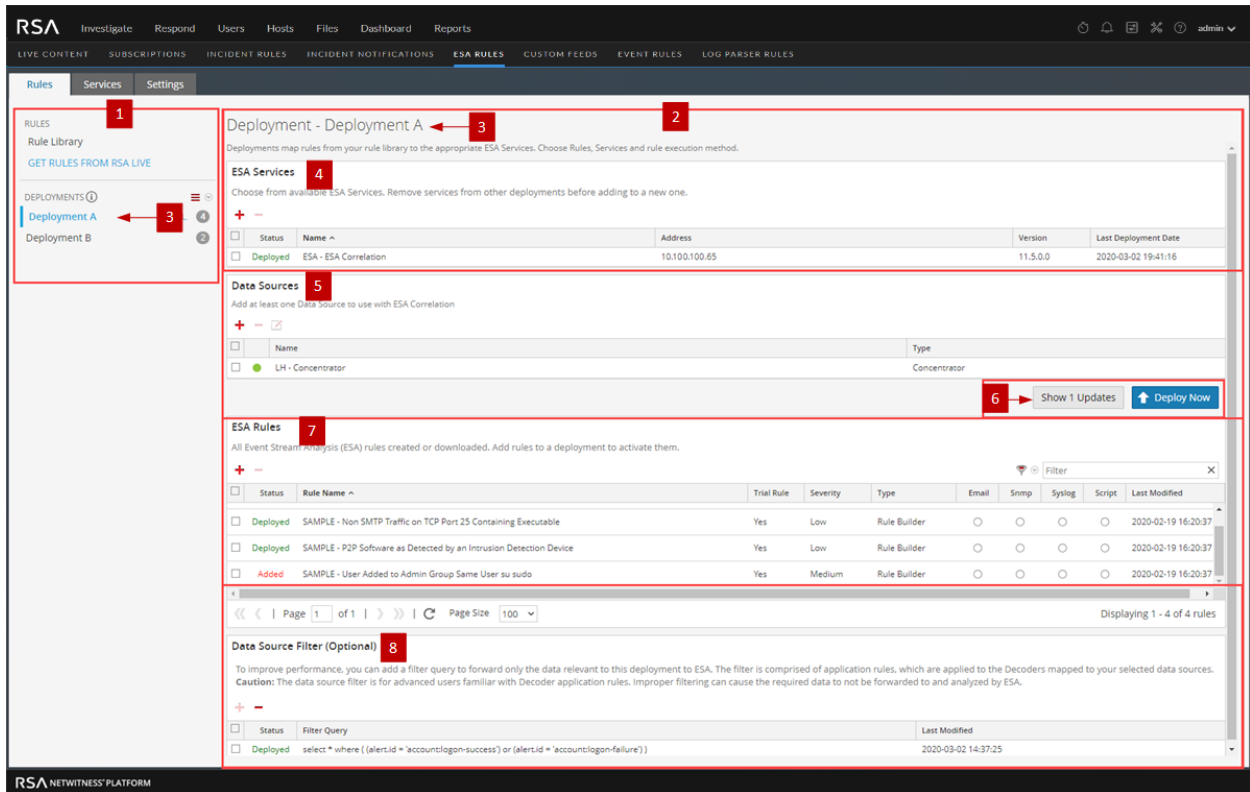 RSA Investigate Respond Users Hosts Files Dashboard Reports admin
LIVE CONTENT SUBSCRIPTIONS INCIDENT RULES INCIDENT NOTIFICATIONS ESA RULES CUSTOM FEEDS EVENT RULES LOG PARSER RULES
Rules Services Settings
1
RULES
Rule Library
GET RULES FROM RSA LIVE
DEPLOYMENTS
Deployment A 3 4
Deployment B 2
2
Deployment - Deployment A 3
Deployments map rules from your rule library to the appropriate ESA Services. Choose Rules, Services and rule execution method.
ESA Services 4
Choose from available ESA Services. Remove services from other deployments before adding to a new one.
Status Name Address Version Last Deployment Date
Deployed ESA - ESA Correlation 10.100.100.65 11.5.0.0 2020-03-02 19:41:16
Data Sources 5
Add at least one Data Source to use with ESA Correlation
Name Type
LH - Concentrator Concentrator
6 Show 1 Updates Deploy Now
ESA Rules 7
All Event Stream Analysis (ESA) rules created or downloaded. Add rules to a deployment to activate them.
Filter X
Status Rule Name Trial Rule Severity Type Email Snmp Syslog Script Last Modified
Deployed SAMPLE - Non SMTP Traffic on TCP Port 25 Containing Executable Yes Low Rule Builder 2020-02-19 16:20:37
Deployed SAMPLE - P2P Software as Detected by an Intrusion Detection Device Yes Low Rule Builder 2020-02-19 16:20:37
Added SAMPLE - User Added to Admin Group Same User su sudo Yes Medium Rule Builder 2020-02-19 16:20:37
Page 1 of 1 Page Size 100 Displaying 1 - 4 of 4 rules
Data Source Filter (Optional) 8
To improve performance, you can add a filter query to forward only the data relevant to this deployment to ESA. The filter is comprised of application rules, which are applied to the Decoders mapped to your selected data sources.
Caution: The data source filter is for advanced users familiar with Decoder application rules. Improper filtering can cause the required data to not be forwarded to and analyzed by ESA.
Status Filter Query Last Modified
Deployed select * where ( (alert.id = 'account:logon-success') or (alert.id = 'account:logon-failure') ) 2020-03-02 14:37:25
RSA NETWITNESS® PLATFORM